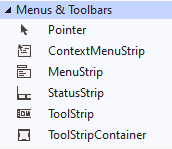 Menus & Toolbars
Pointer
ContextMenuStrip
MenuStrip
StatusStrip
ToolStrip
ToolStripContainer